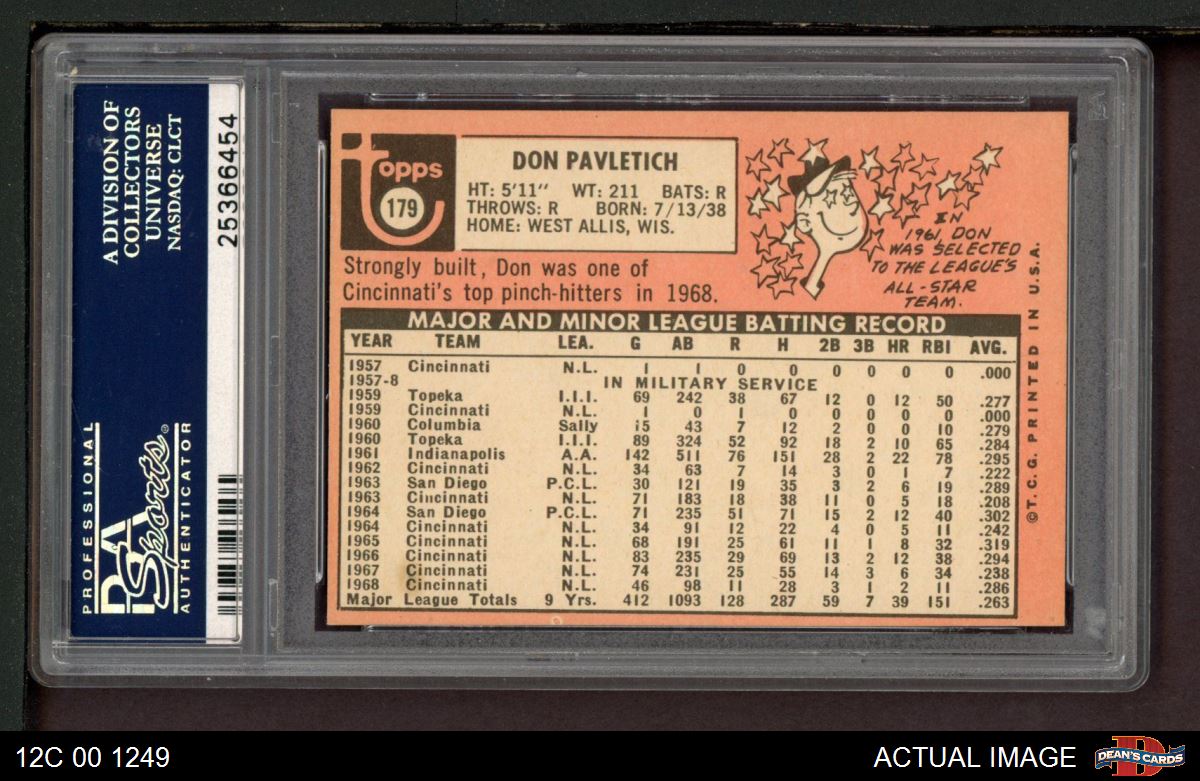 A DIVISION OF
COLLECTORS
UNIVERSE
NASDAQ: CLCT
25366454
PROFESSIONAL
PSA
Sports®
AUTHENTICATOR
topps
179
DON PAVLETICH
HT: 5'11" WT: 211 BATS: R
THROWS: R BORN: 7/13/38
HOME: WEST ALLIS, WIS.
Strongly built, Don was one of
Cincinnati's top pinch-hitters in 1968.
IN
1961, DON
WAS SELECTED
TO THE LEAGUE'S
ALL-STAR
TEAM.
MAJOR AND MINOR LEAGUE BATTING RECORD
YEAR TEAM LEA. G AB R H 2B 3B HR RBI AVG.
1957 Cincinnati N.L. 1 1 0 0 0 0 0 0 .000
1957-8 IN MILITARY SERVICE
1959 Topeka I.I.I. 69 242 38 67 12 0 12 50 .277
1959 Cincinnati N.L. 1 0 1 0 0 0 0 0 .000
1960 Columbia Sally 15 43 7 12 2 0 0 10 .279
1960 Topeka I.I.I. 89 324 52 92 18 2 10 65 .284
1961 Indianapolis A.A. 142 511 76 151 28 2 22 78 .295
1962 Cincinnati N.L. 34 63 7 14 3 0 1 7 .222
1963 San Diego P.C.L. 30 121 19 35 3 2 6 19 .289
1963 Cincinnati N.L. 71 183 18 38 11 0 5 18 .208
1964 San Diego P.C.L. 71 235 51 71 15 2 12 40 .302
1964 Cincinnati N.L. 34 91 12 22 4 0 5 11 .242
1965 Cincinnati N.L. 68 191 25 61 11 1 8 32 .319
1966 Cincinnati N.L. 83 235 29 69 13 2 12 38 .294
1967 Cincinnati N.L. 74 231 25 55 14 3 6 34 .238
1968 Cincinnati N.L. 46 98 11 28 3 1 2 11 .286
Major League Totals 9 Yrs. 412 1093 128 287 59 7 39 151 .263
©T.C.G. PRINTED IN U.S.A.
12C 00 1249
ACTUAL IMAGE
D
DEAN'S CARDS